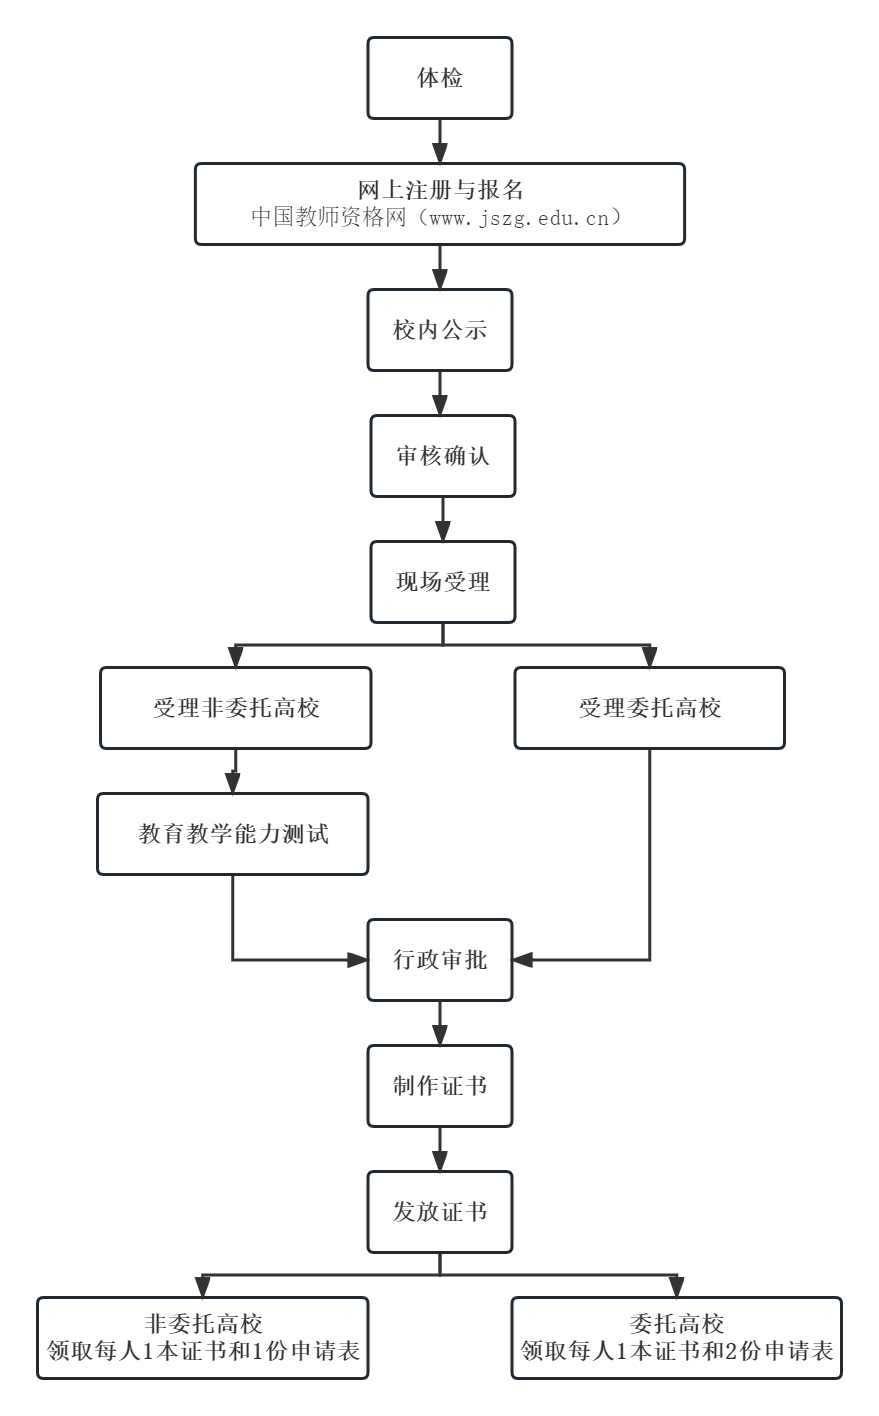 体检
网上注册与报名
中国教师资格网（www.jszg.edu.cn）
校内公示
审核确认
现场受理
受理非委托高校
受理委托高校
教育教学能力测试
行政审批
制作证书
发放证书
非委托高校
领取每人1本证书和1份申请表
委托高校
领取每人1本证书和2份申请表